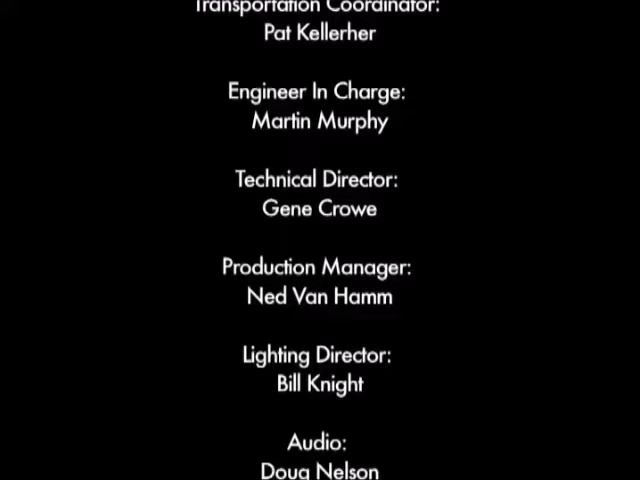 Transportation Coordinator:
Pat Kellerher
Engineer In Charge:
Martin Murphy
Technical Director:
Gene Crowe
Production Manager:
Ned Van Hamm
Lighting Director:
Bill Knight
Audio:
Doug Nelson